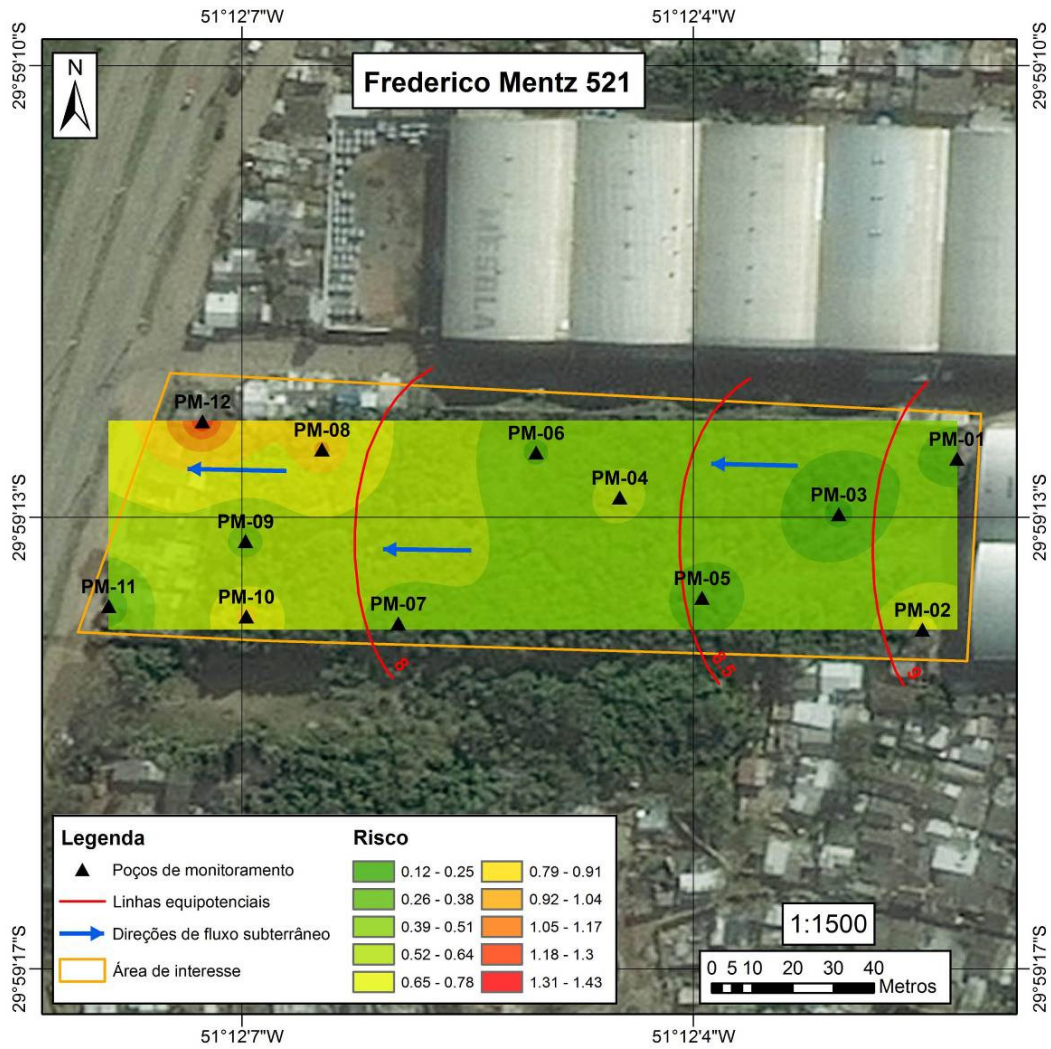 51°12'7"W
51°12'4"W
29°59'10"S
29°59'10"S
N
Frederico Mentz 521
MESBLA
PM-12
PM-08
PM-06
PM-01
PM-04
PM-03
29°59'13"S
29°59'13"S
PM-09
PM-11
PM-10
PM-07
PM-05
PM-02
8
8.5
9
Legenda
Poços de monitoramento
Linhas equipotenciais
Direções de fluxo subterrâneo
Área de interesse
Risco
0.12 - 0.25
0.26 - 0.38
0.39 - 0.51
0.52 - 0.64
0.65 - 0.78
0.79 - 0.91
0.92 - 1.04
1.05 - 1.17
1.18 - 1.3
1.31 - 1.43
1:1500
0 5 10 20 30 40
Metros
29°59'17"S
29°59'17"S
51°12'7"W
51°12'4"W